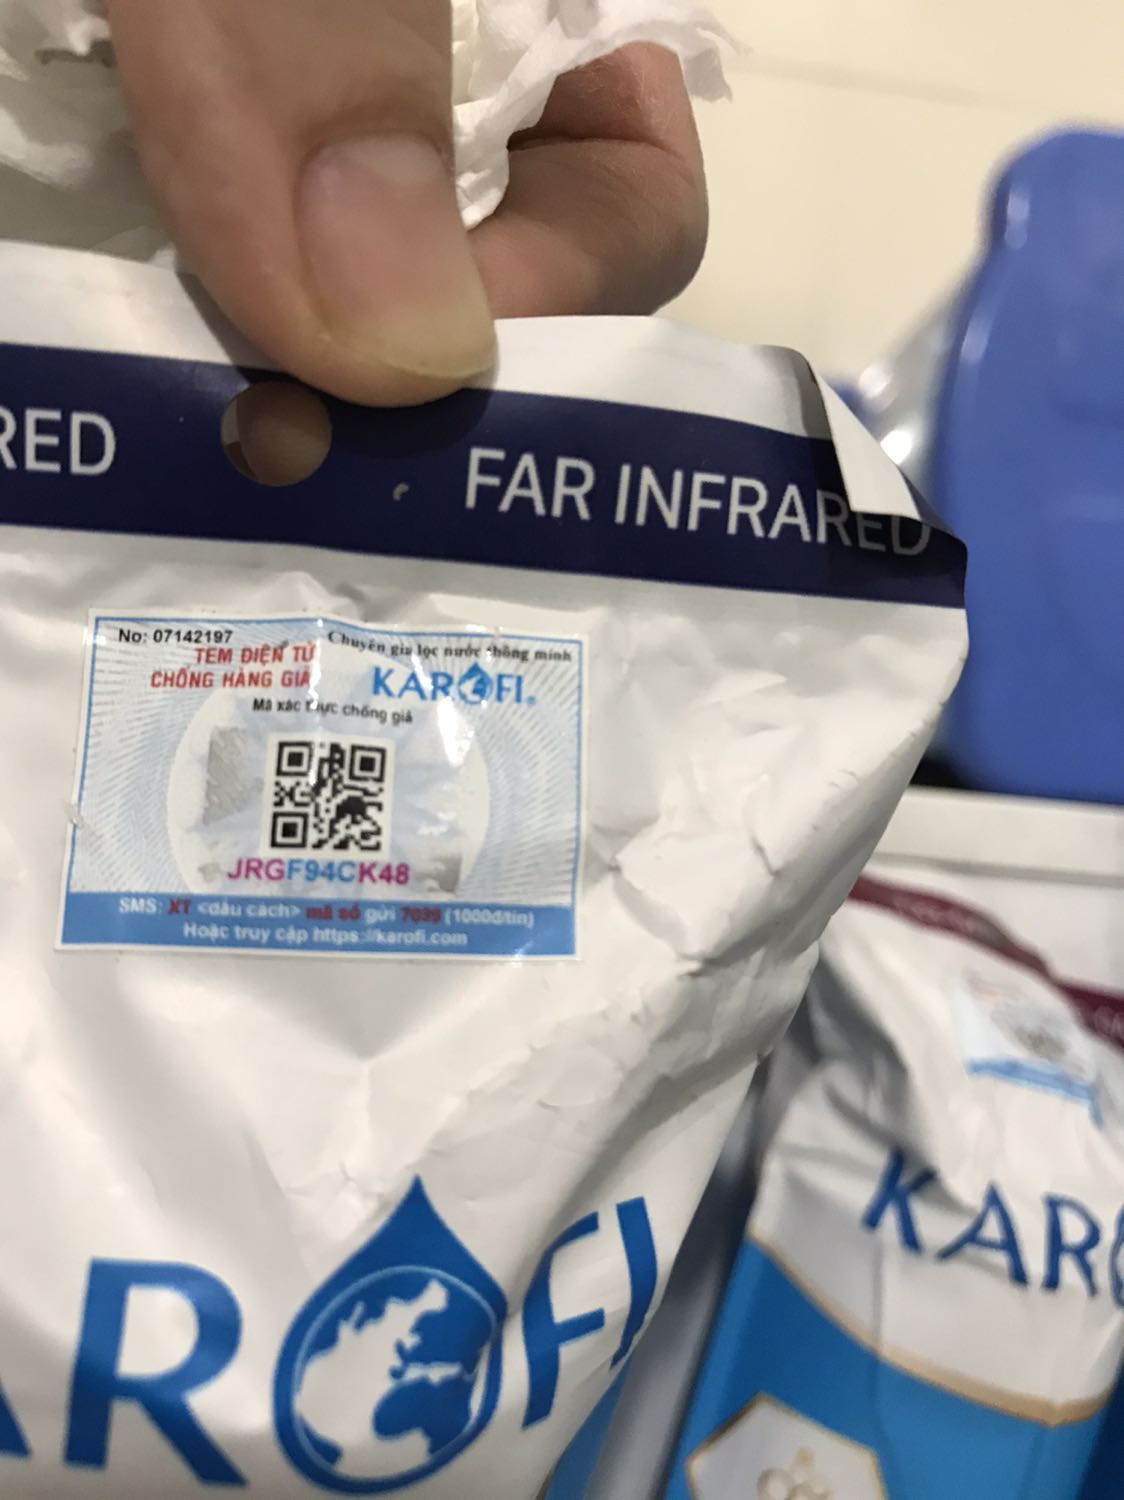 RED
FAR INFRARED
No: 07142197
TEM ĐIỆN TỬ
CHỐNG HÀNG GIẢ
Chuyên gia lọc nước thông minh
KAROFI
Mã xác thực chống giả
JRGF94CK48
SMS: XT <dấu cách> mã số gửi 7039 (1000đ/tin)
Hoặc truy cập https://karofi.com
AROFI
KARO